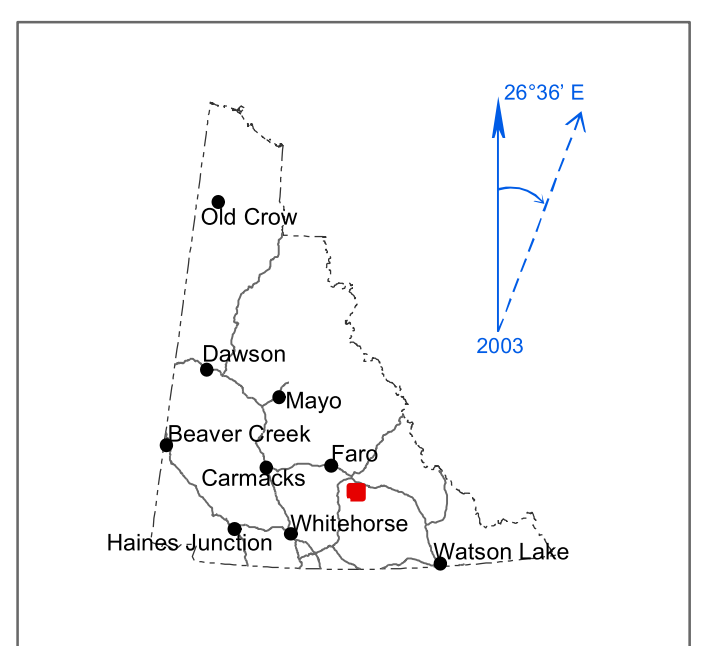 26°36’ E
Old Crow
2003
Dawson
Mayo
Beaver Creek
Faro
Carmacks
Whitehorse
Haines Junction
Watson Lake